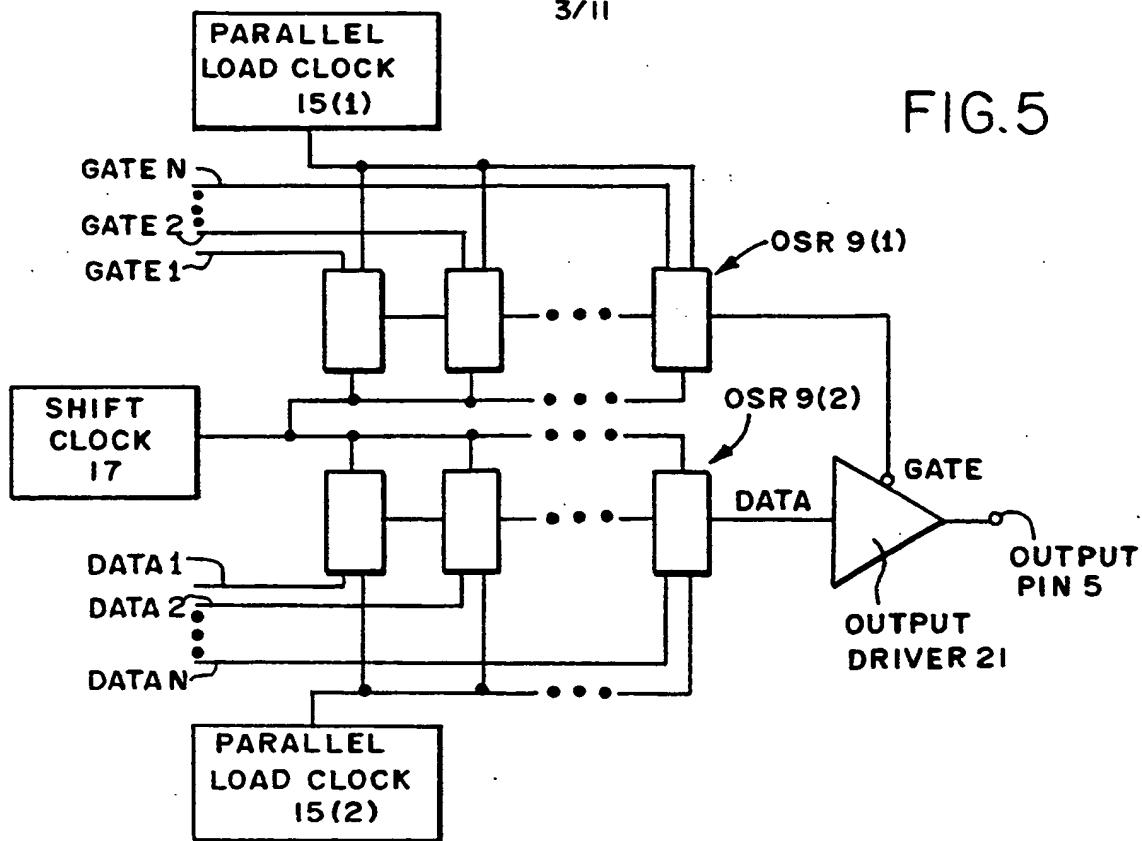 3/11
PARALLEL
LOAD CLOCK
15(1)
FIG.5
GATE N
GATE 2
GATE 1
OSR 9(1)
SHIFT
CLOCK
17
OSR 9(2)
GATE
DATA
OUTPUT
PIN 5
DATA 1
DATA 2
DATA N
OUTPUT
DRIVER 21
PARALLEL
LOAD CLOCK
15(2)